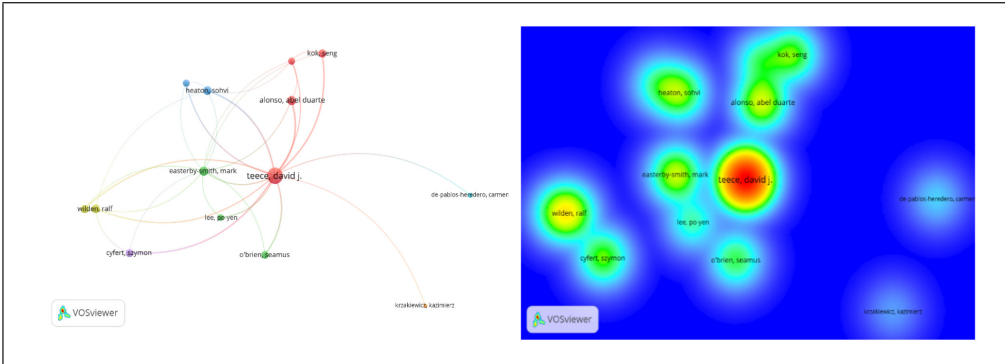 kok, seng
heaton, sohvi
alonso, abel duarte
easterby-smith, mark
teece, david j.
de-pablos-heredero, carmen
wilden, ralf
lee, po-yen
cyfert, szymon
o'brien, seamus
krzakiewicz, kazimierz
VOSviewer
kok, seng
heaton, sohvi
alonso, abel duarte
easterby-smith, mark
teece, david j.
de-pablos-heredero, carmen
wilden, ralf
lee, po-yen
cyfert, szymon
o'brien, seamus
krzakiewicz, kazimierz
VOSviewer